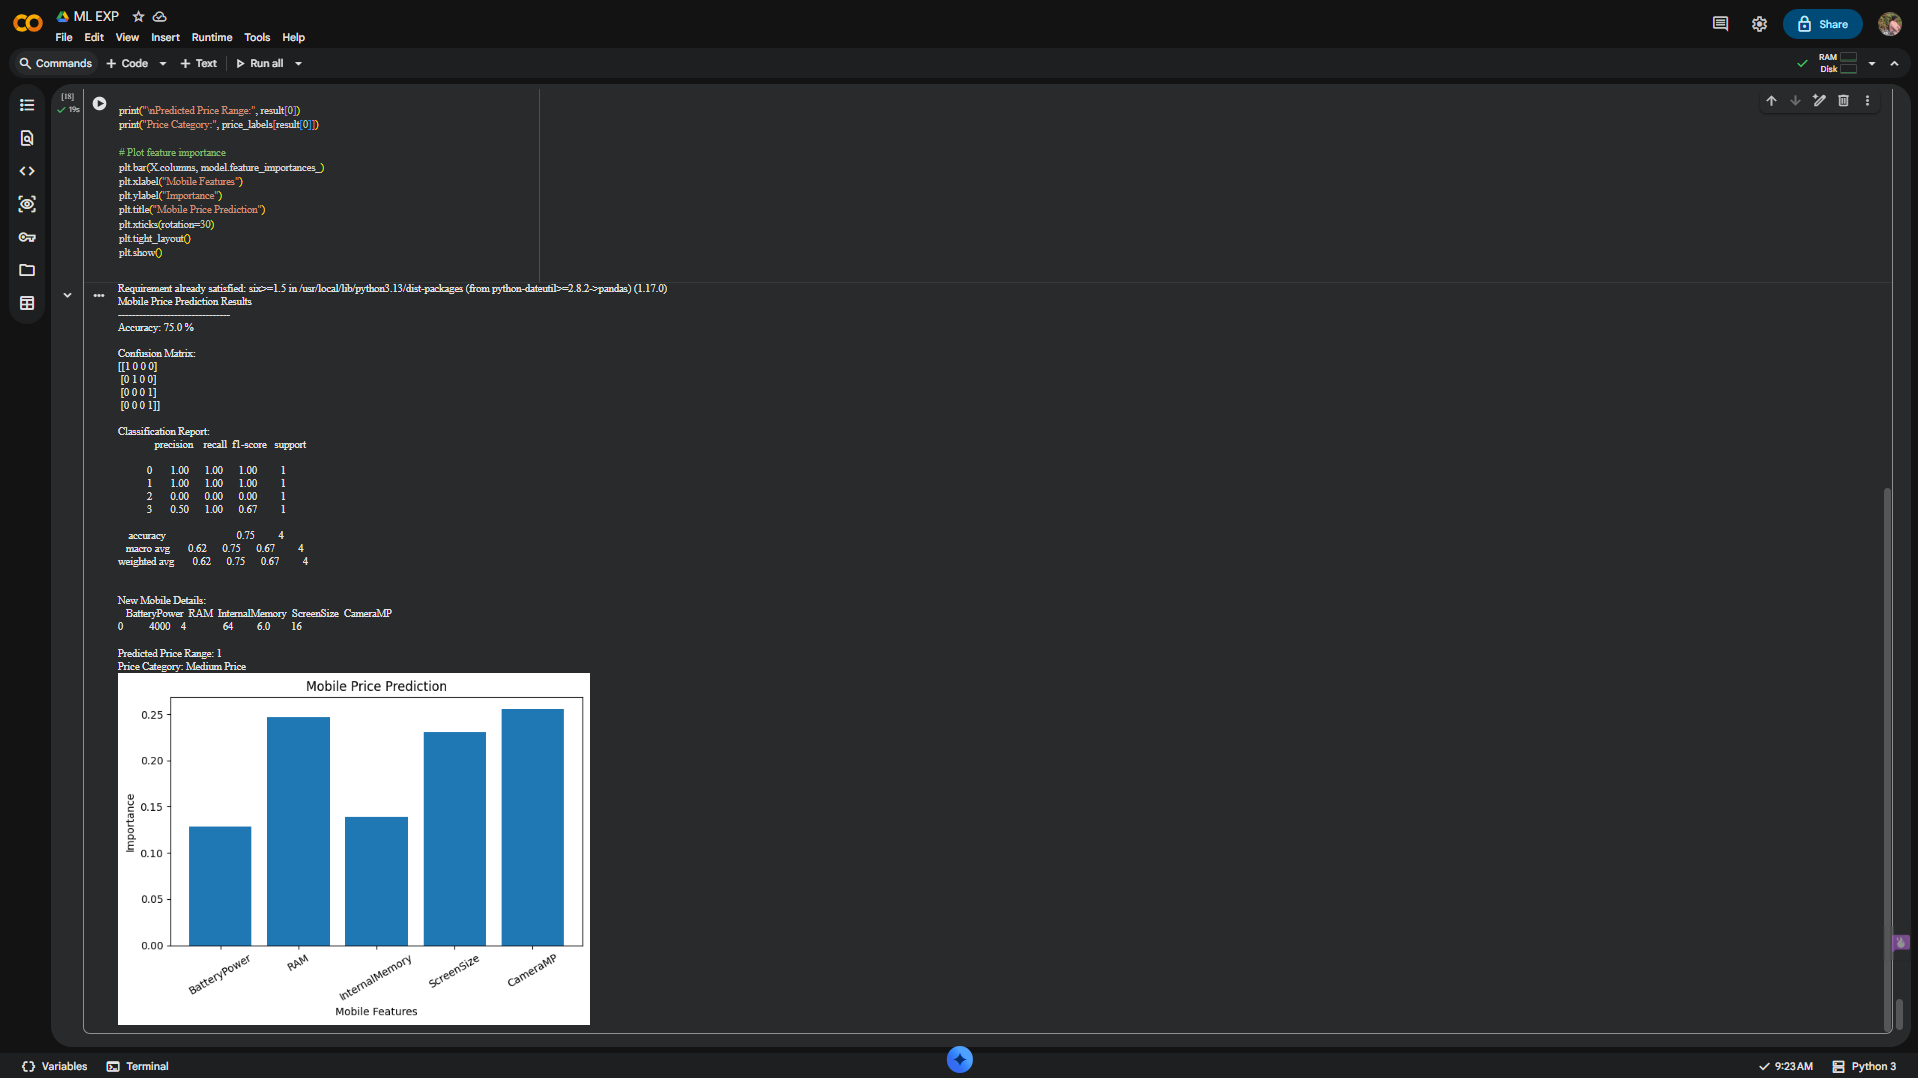 ML EXP
File Edit View Insert Runtime Tools Help
Share
Commands + Code + Text Run all
RAM
Disk
[18]
19s
print("\nPredicted Price Range:", result[0])
print("Price Category:", price_labels[result[0]])
# Plot feature importance
plt.bar(X.columns, model.feature_importances_)
plt.xlabel("Mobile Features")
plt.ylabel("Importance")
plt.title("Mobile Price Prediction")
plt.xticks(rotation=30)
plt.tight_layout()
plt.show()
Requirement already satisfied: six>=1.5 in /usr/local/lib/python3.13/dist-packages (from python-dateutil>=2.8.2->pandas) (1.17.0)
Mobile Price Prediction Results
--------------------------------
Accuracy: 75.0 %
Confusion Matrix:
[[1 0 0 0]
[0 1 0 0]
[0 0 0 1]
[0 0 0 1]]
Classification Report:
precision recall f1-score support
0 1.00 1.00 1.00 1
1 1.00 1.00 1.00 1
2 0.00 0.00 0.00 1
3 0.50 1.00 0.67 1
accuracy 0.75 4
macro avg 0.62 0.75 0.67 4
weighted avg 0.62 0.75 0.67 4
New Mobile Details:
BatteryPower RAM InternalMemory ScreenSize CameraMP
0 4000 4 64 6.0 16
Predicted Price Range: 1
Price Category: Medium Price
Mobile Price Prediction
0.25
0.20
0.15
0.10
0.05
0.00
Importance
BatteryPower RAM InternalMemory ScreenSize CameraMP
Mobile Features
Variables Terminal
9:23 AM Python 3